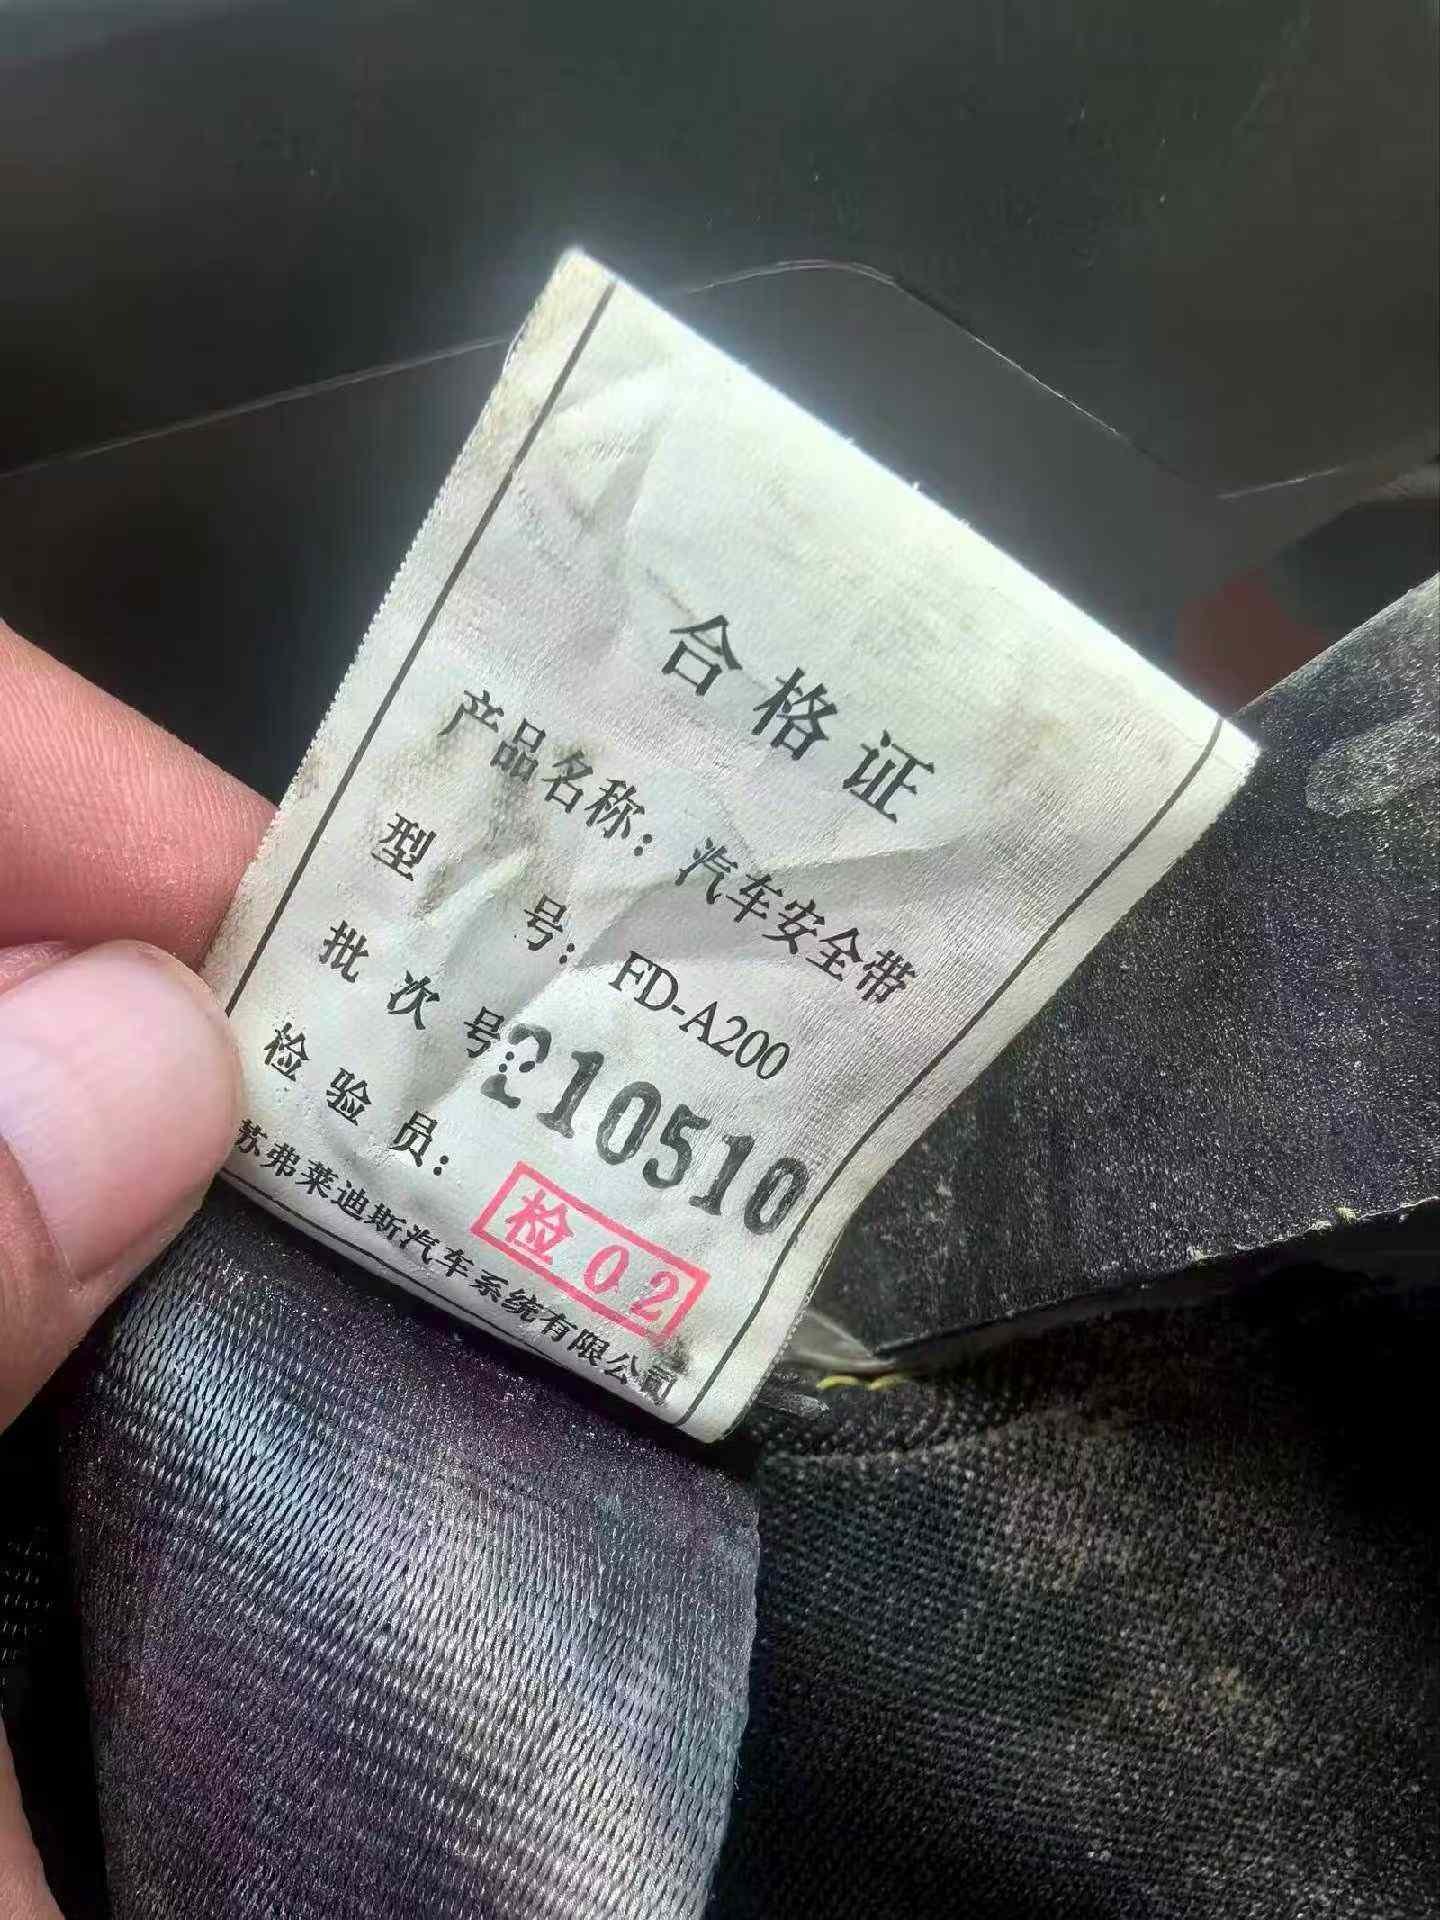 合格证
产品名称：汽车安全带
型 号：FD-A200
批次号：210510
检验员：检02
苏弗莱迪斯汽车系统有限公司